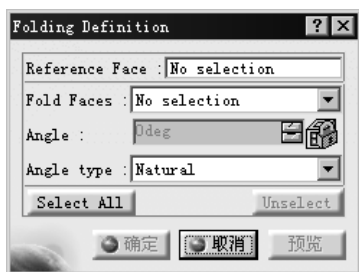 Folding Definition ? X
Reference Face : No selection
Fold Faces : No selection
Angle : 0deg
Angle type : Natural
Select All Unselect
确定 取消 预览